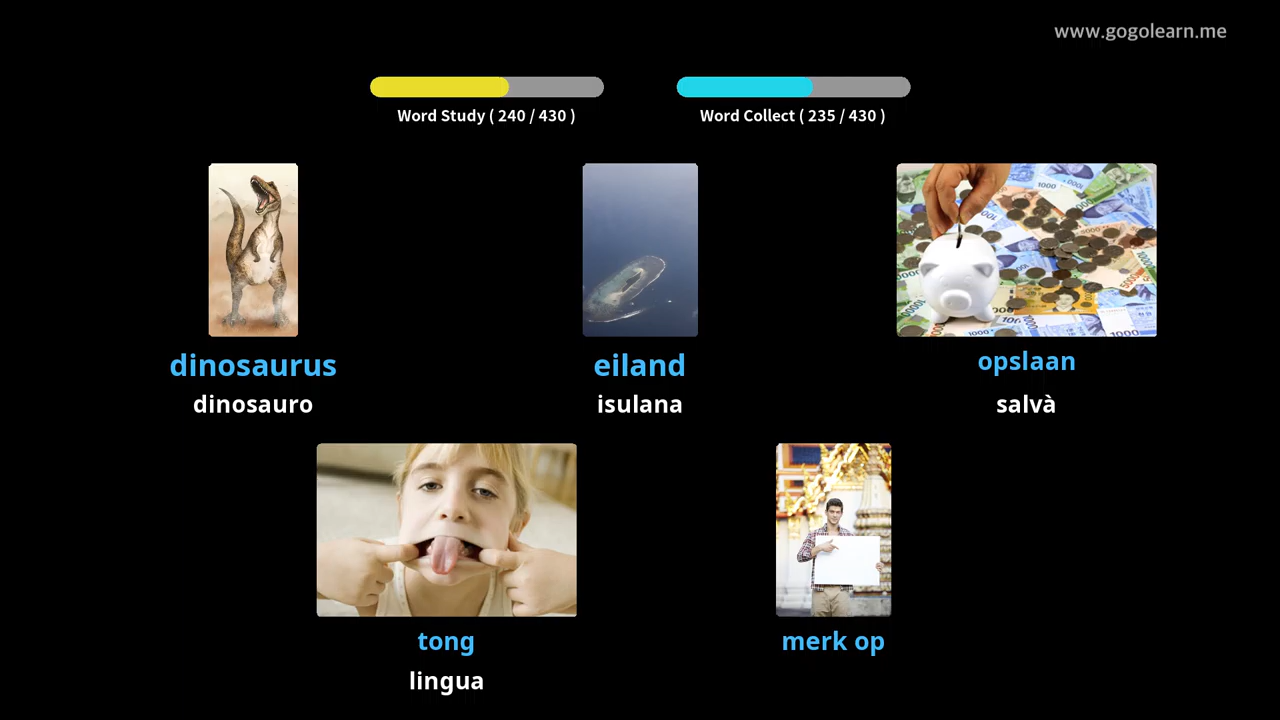 www.gogolearn.me
Word Study ( 240 / 430 )
Word Collect ( 235 / 430 )
dinosaurus
dinosauro
eiland
isulana
opslaan
salvà
tong
lingua
merk op